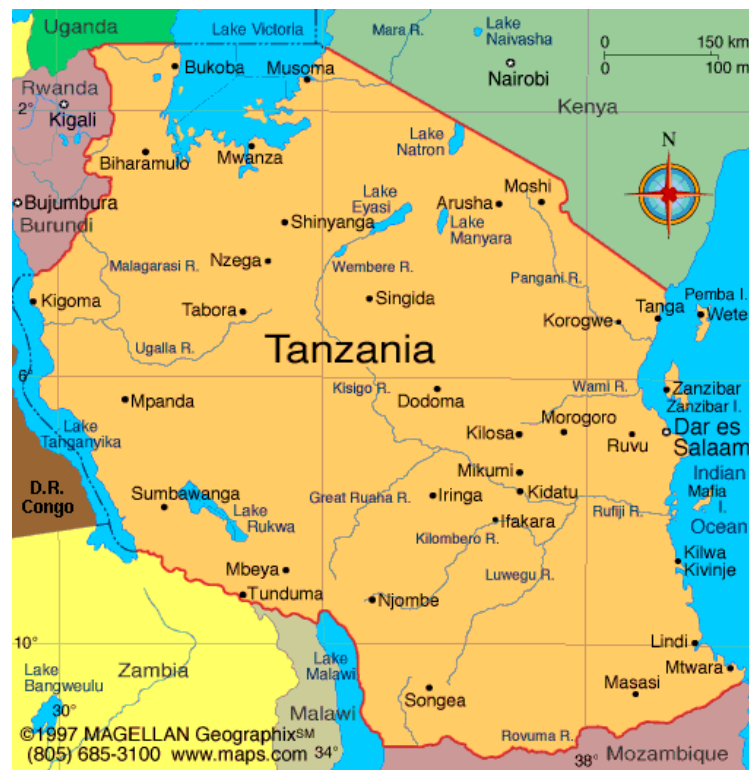 Uganda
Lake Victoria
Mara R.
Lake
Naivasha
0 150 km
0 100 m
Bukoba
Musoma
Nairobi
Rwanda
Kenya
2°
Kigali
Lake
Natron
N
Biharamulo
Mwanza
Bujumbura
Burundi
Lake
Eyasi
Arusha
Moshi
Shinyanga
Lake
Manyara
Malagarasi R.
Nzega
Wembere R.
Pangani R.
Kigoma
Tabora
Singida
Korogwe
Tanga
Pemba I.
Wete
Ugalla R.
Tanzania
6°
Kisigo R.
Wami R.
Mpanda
Dodoma
Zanzibar
Zanzibar I.
Lake
Tanganyika
Kilosa
Morogoro
Ruvu
Dar es
Salaam
Mikumi
Indian
Ocean
D.R.
Congo
Sumbawanga
Lake
Rukwa
Great Ruaha R.
Iringa
Kidatu
Mafia
I.
Rufiji R.
Ifakara
Kilombero R.
Mbeya
Luwegu R.
Kilwa
Kivinje
Tunduma
Njombe
10°
Lindi
Zambia
Lake
Malawi
Mtwara
Lake
Bangweulu
Songea
Masasi
30°
Malawi
©1997 MAGELLAN Geographix℠
(805) 685-3100 www.maps.com
34°
Rovuma R.
38°
Mozambique